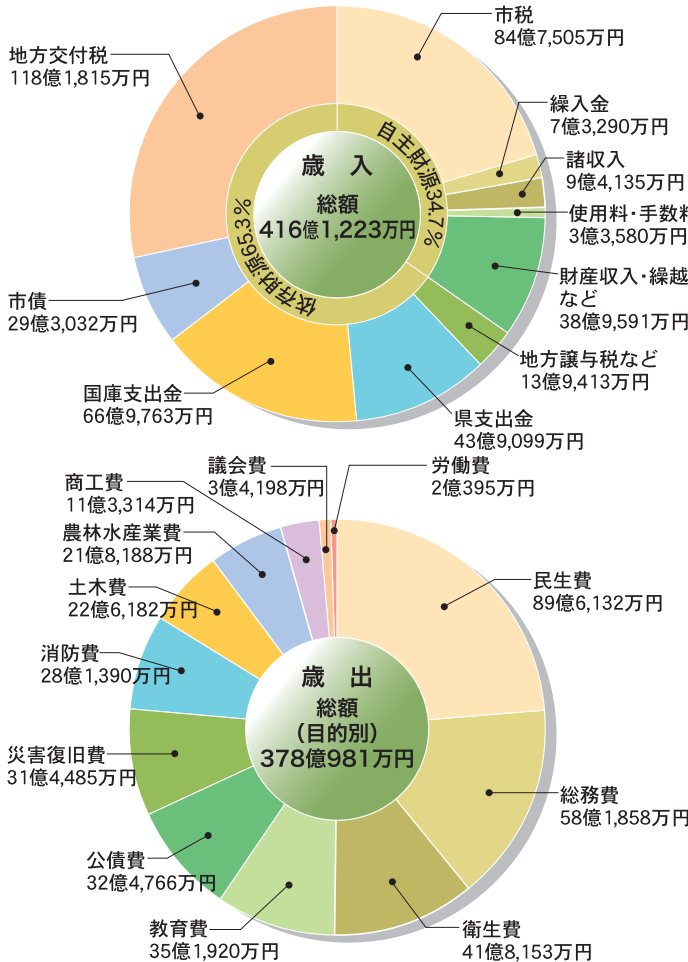 市税
84億7,505万円
地方交付税
118億1,815万円
繰入金
7億3,290万円
諸収入
9億4,135万円
使用料・手数料
3億3,580万円
財産収入・繰越
など
38億9,591万円
地方譲与税など
13億9,413万円
県支出金
43億9,099万円
国庫支出金
66億9,763万円
市債
29億3,032万円
自主財源34.7%
依存財源65.3%
歳 入
総額
416億1,223万円
議会費
3億4,198万円
労働費
2億395万円
商工費
11億3,314万円
農林水産業費
21億8,188万円
土木費
22億6,182万円
消防費
28億1,390万円
災害復旧費
31億4,485万円
公債費
32億4,766万円
教育費
35億1,920万円
衛生費
41億8,153万円
総務費
58億1,858万円
民生費
89億6,132万円
歳 出
総額
（目的別）
378億981万円